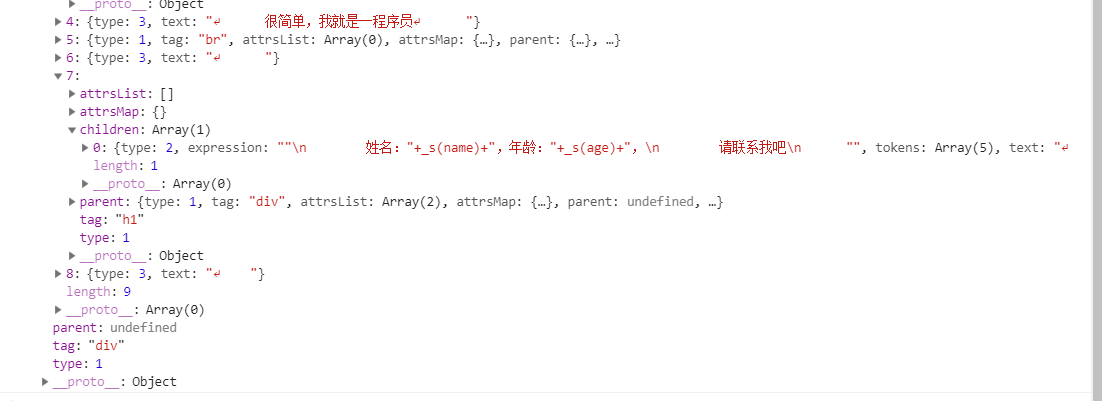 __proto__: Object
4: {type: 3, text: "↵      很简单，我就是一程序员↵      "}
5: {type: 1, tag: "br", attrsList: Array(0), attrsMap: {…}, parent: {…}, …}
6: {type: 3, text: "↵      "}
7:
attrsList: []
attrsMap: {}
children: Array(1)
0: {type: 2, expression: ""\n        姓名："+_s(name)+"，年龄："+_s(age)+"，\n        请联系我吧\n      "", tokens: Array(5), text: "↵
length: 1
__proto__: Array(0)
parent: {type: 1, tag: "div", attrsList: Array(2), attrsMap: {…}, parent: undefined, …}
tag: "h1"
type: 1
__proto__: Object
8: {type: 3, text: "↵    "}
length: 9
__proto__: Array(0)
parent: undefined
tag: "div"
type: 1
__proto__: Object